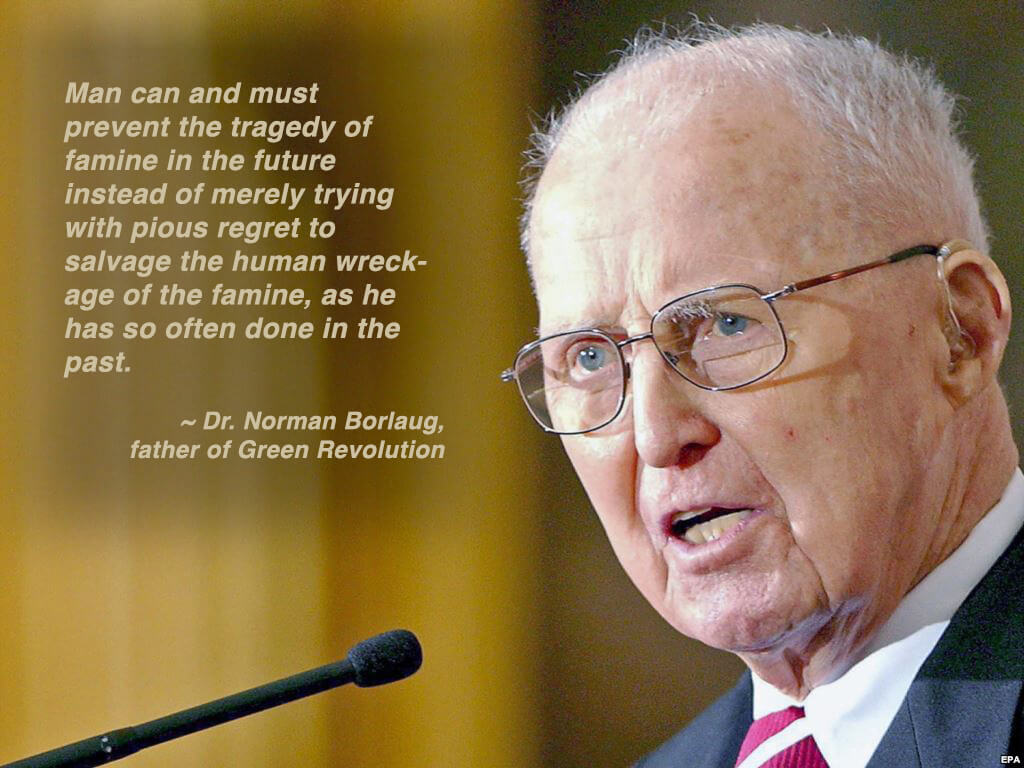 Man can and must
prevent the tragedy of
famine in the future
instead of merely trying
with pious regret to
salvage the human wreck-
age of the famine, as he
has so often done in the
past.
~ Dr. Norman Borlaug,
father of Green Revolution
EPA